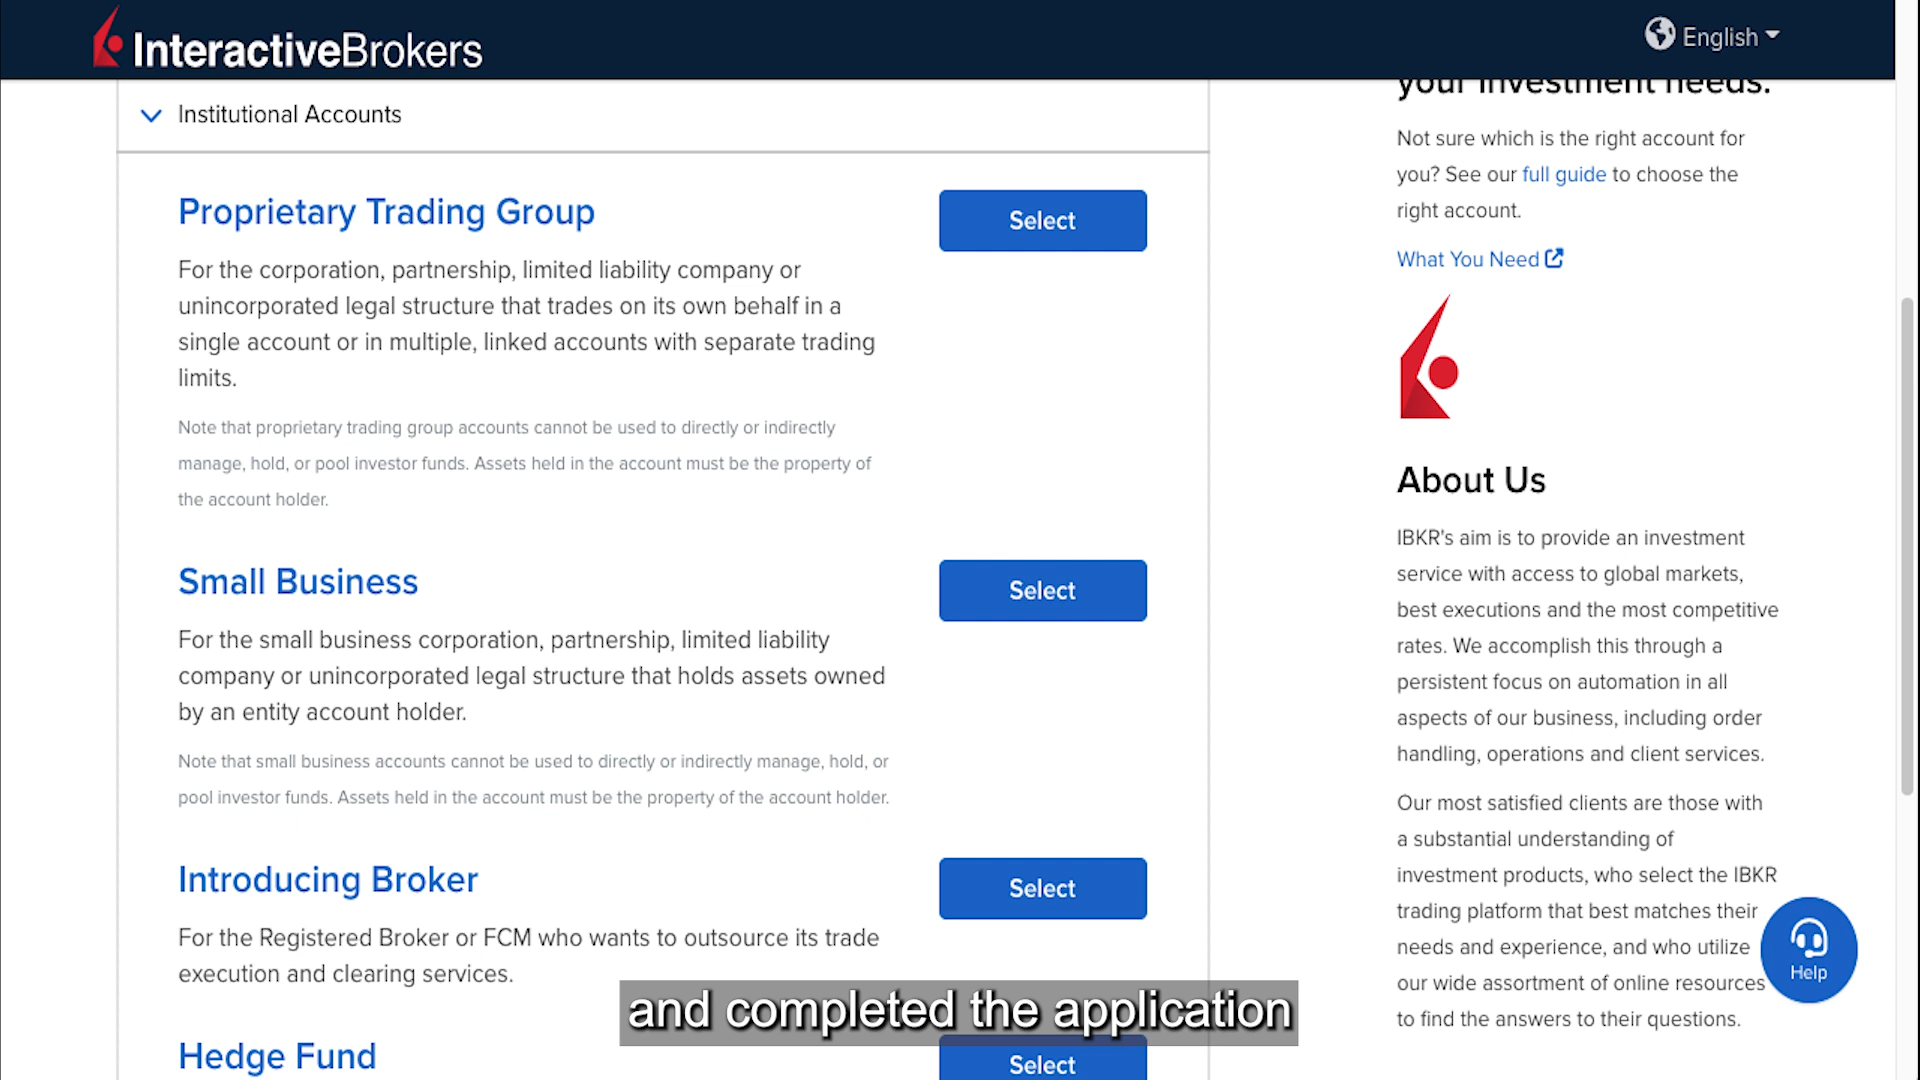 InteractiveBrokers
English
Institutional Accounts
Proprietary Trading Group
Select
For the corporation, partnership, limited liability company or
unincorporated legal structure that trades on its own behalf in a
single account or in multiple, linked accounts with separate trading
limits.
Note that proprietary trading group accounts cannot be used to directly or indirectly
manage, hold, or pool investor funds. Assets held in the account must be the property of
the account holder.
Small Business
Select
For the small business corporation, partnership, limited liability
company or unincorporated legal structure that holds assets owned
by an entity account holder.
Note that small business accounts cannot be used to directly or indirectly manage, hold, or
pool investor funds. Assets held in the account must be the property of the account holder.
Introducing Broker
Select
For the Registered Broker or FCM who wants to outsource its trade
execution and clearing services.
Hedge Fund
Select
your investment needs.
Not sure which is the right account for
you? See our full guide to choose the
right account.
What You Need
About Us
IBKR's aim is to provide an investment
service with access to global markets,
best executions and the most competitive
rates. We accomplish this through a
persistent focus on automation in all
aspects of our business, including order
handling, operations and client services.
Our most satisfied clients are those with
a substantial understanding of
investment products, who select the IBKR
trading platform that best matches their
needs and experience, and who utilize
our wide assortment of online resources
to find the answers to their questions.
Help
and completed the application